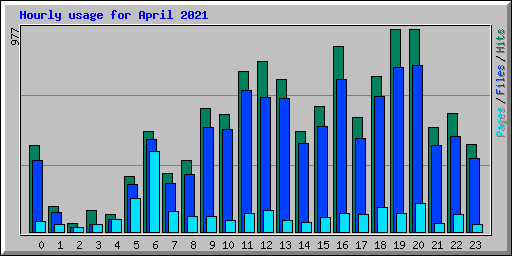 Hourly usage for April 2021
977
Pages/Files/Hits
0 1 2 3 4 5 6 7 8 9 10 11 12 13 14 15 16 17 18 19 20 21 22 23